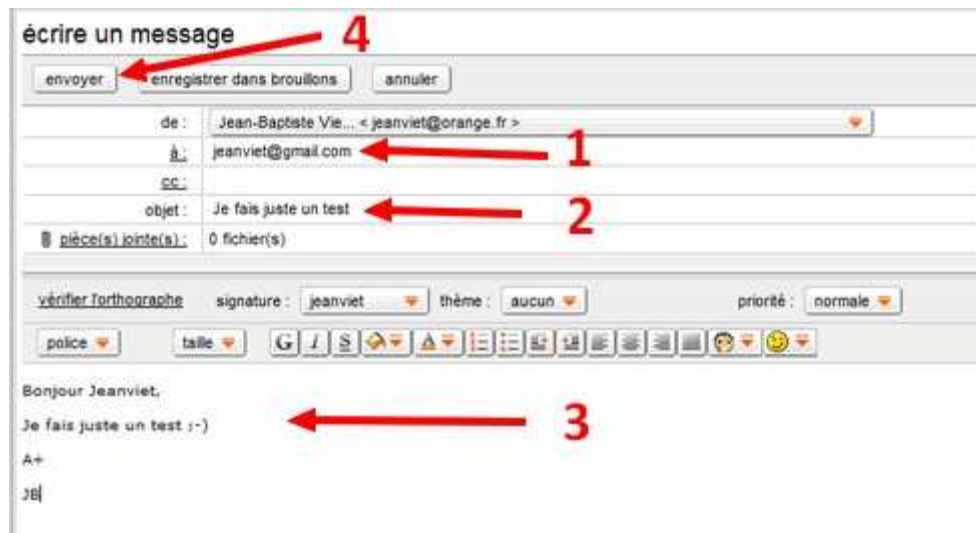 écrire un message 4
envoyer enregistrer dans brouillons annuler
de : Jean-Baptiste Vie... < jeanviet@orange.fr >
à : jeanviet@gmail.com 1
cc :
objet : Je fais juste un test 2
pièce(s) jointe(s) : 0 fichier(s)
vérifier l'orthographe signature : jeanviet thème : aucun priorité : normale
police taille G I S A
Bonjour Jeanviet,
Je fais juste un test ;-) 3
A+
JB